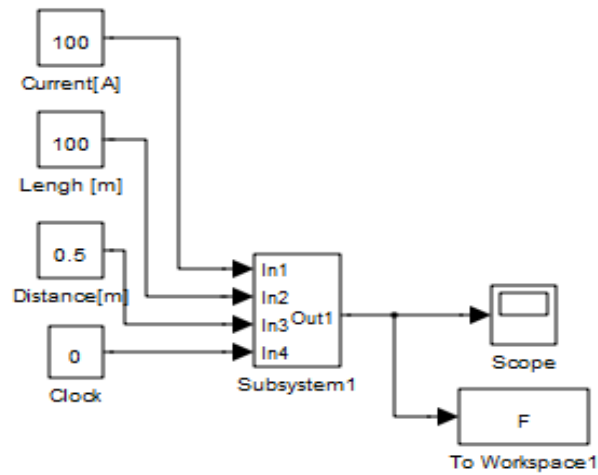 100
Current[A]
100
Lengh [m]
0.5
Distance[m]
0
Clock
In1
In2
In3
In4
Out1
Subsystem1
Scope
F
To Workspace1